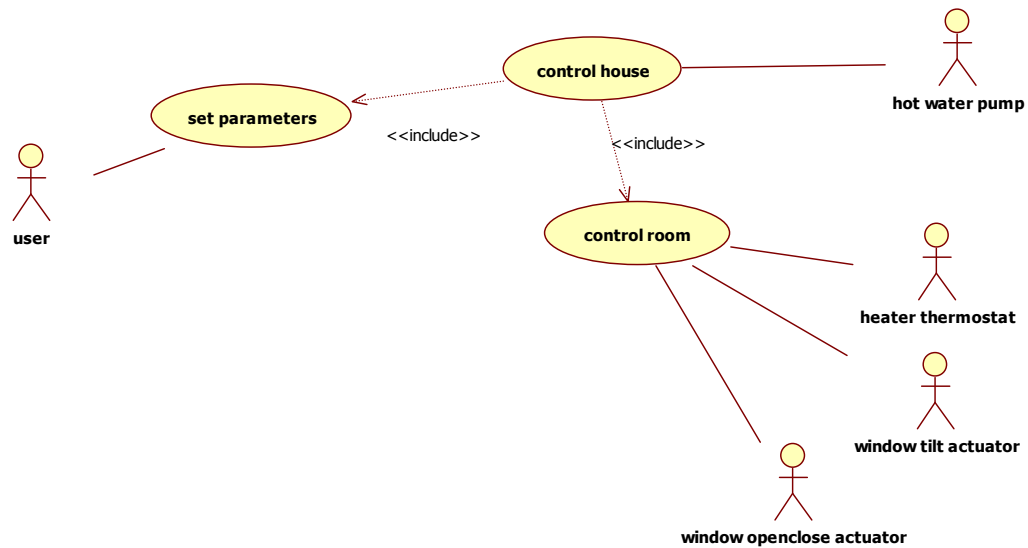 control house
hot water pump
set parameters
<<include>>
<<include>>
user
control room
heater thermostat
window tilt actuator
window openclose actuator